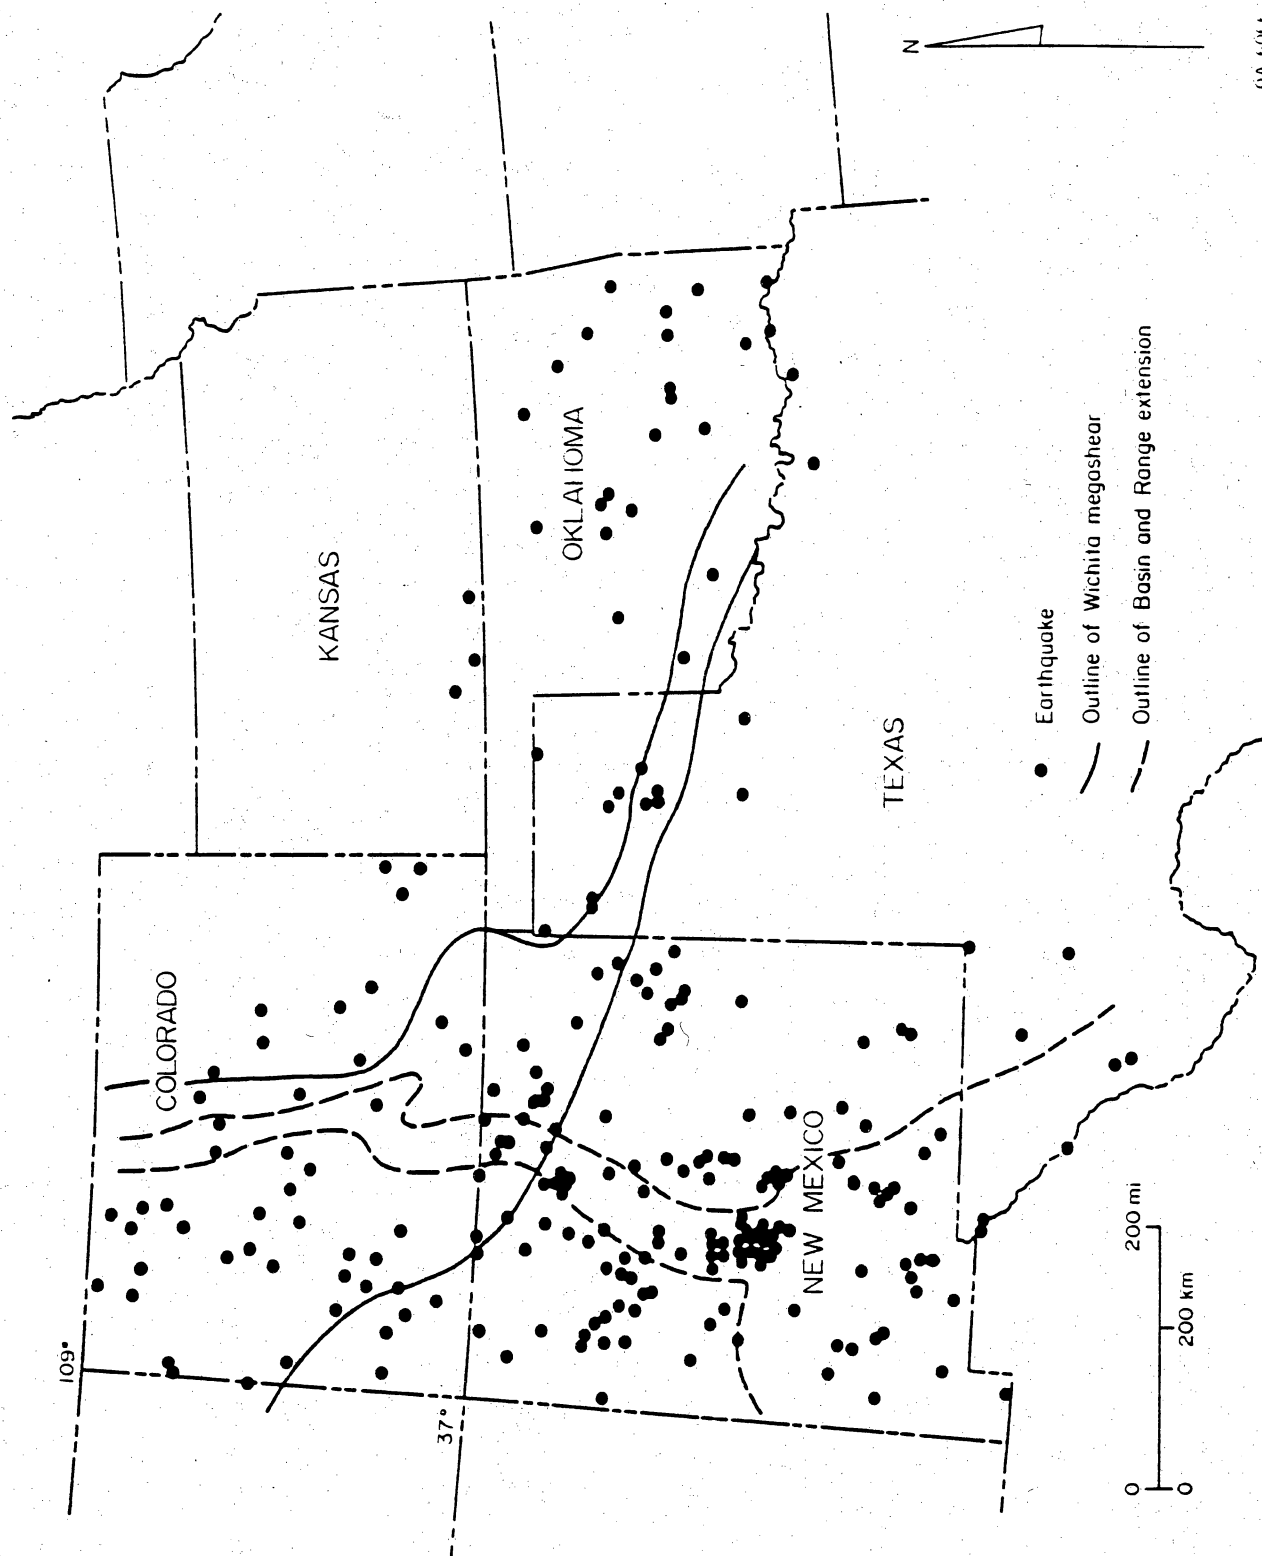 N
109°
COLORADO
KANSAS
37°
OKLAHOMA
NEW MEXICO
TEXAS
Earthquake
Outline of Wichita megashear
Outline of Basin and Range extension
0
200 mi
0
200 km